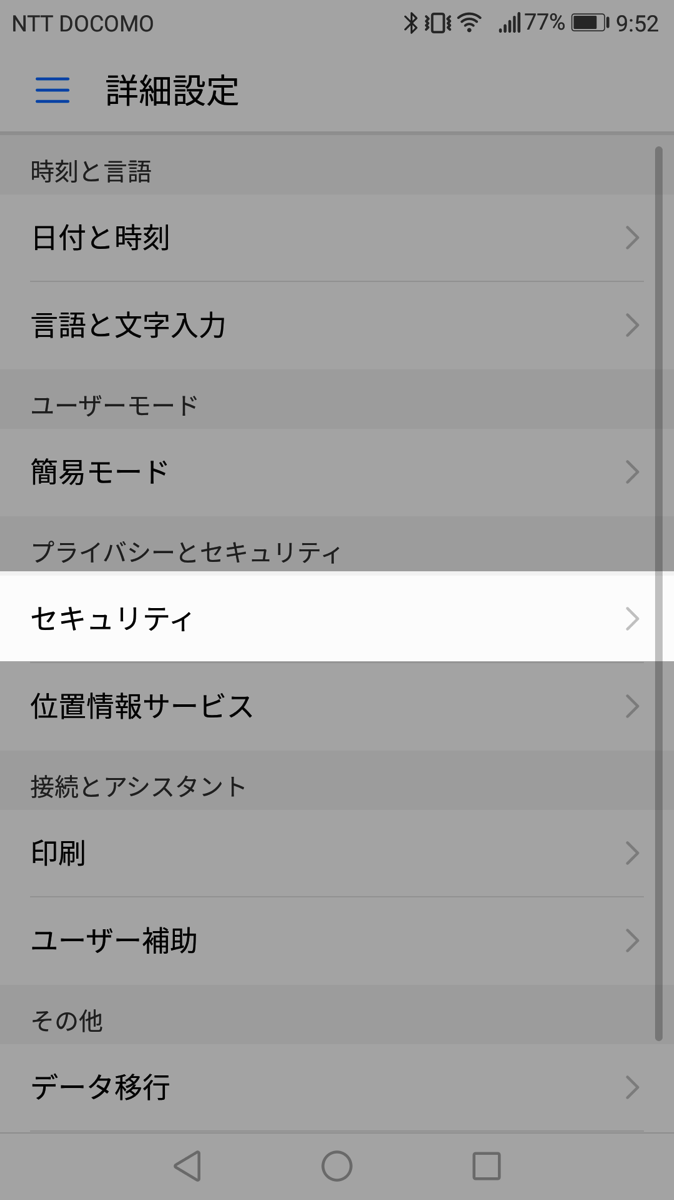 NTT DOCOMO 77% 9:52
詳細設定
時刻と言語
日付と時刻
言語と文字入力
ユーザーモード
簡易モード
プライバシーとセキュリティ
セキュリティ
位置情報サービス
接続とアシスタント
印刷
ユーザー補助
その他
データ移行